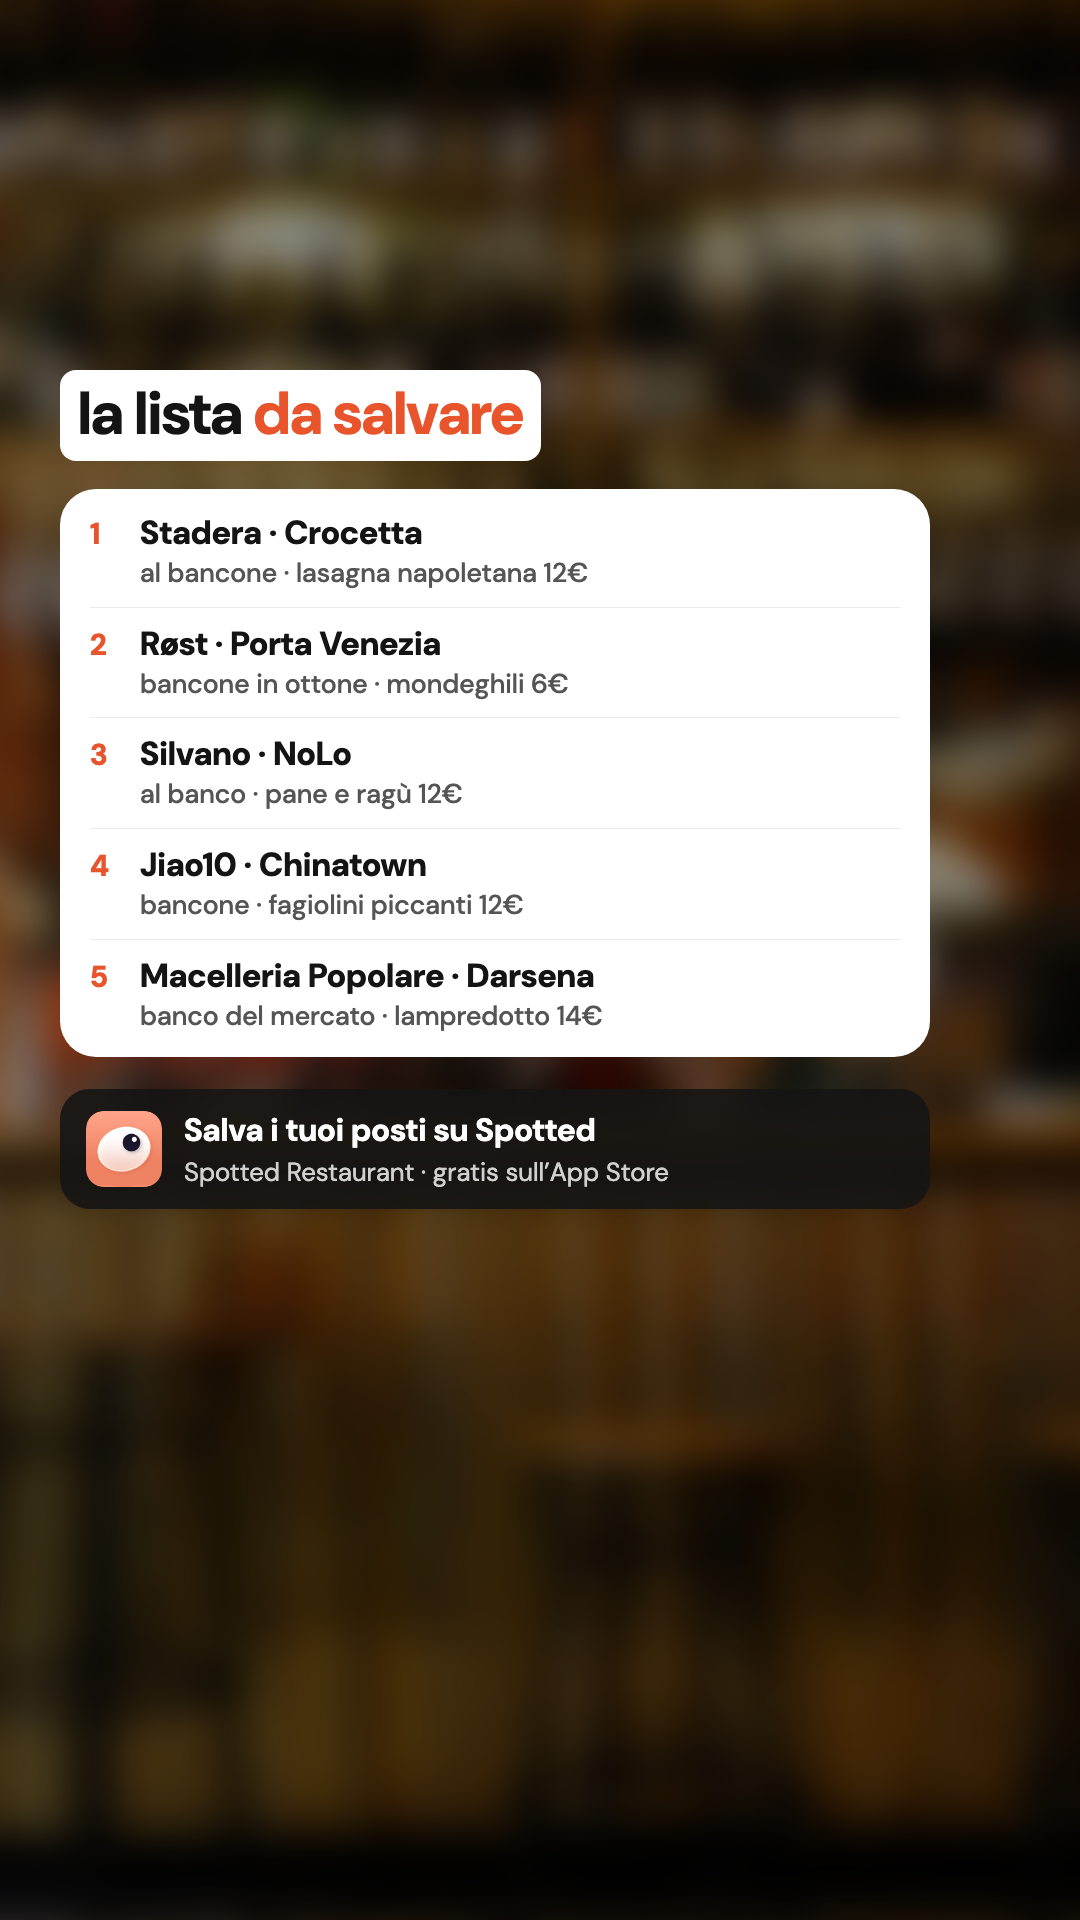 la lista da salvare
1 Stadera · Crocetta
al bancone · lasagna napoletana 12€
2 Røst · Porta Venezia
bancone in ottone · mondeghili 6€
3 Silvano · NoLo
al banco · pane e ragù 12€
4 Jiao10 · Chinatown
bancone · fagiolini piccanti 12€
5 Macelleria Popolare · Darsena
banco del mercato · lampredotto 14€
Salva i tuoi posti su Spotted
Spotted Restaurant · gratis sull’App Store